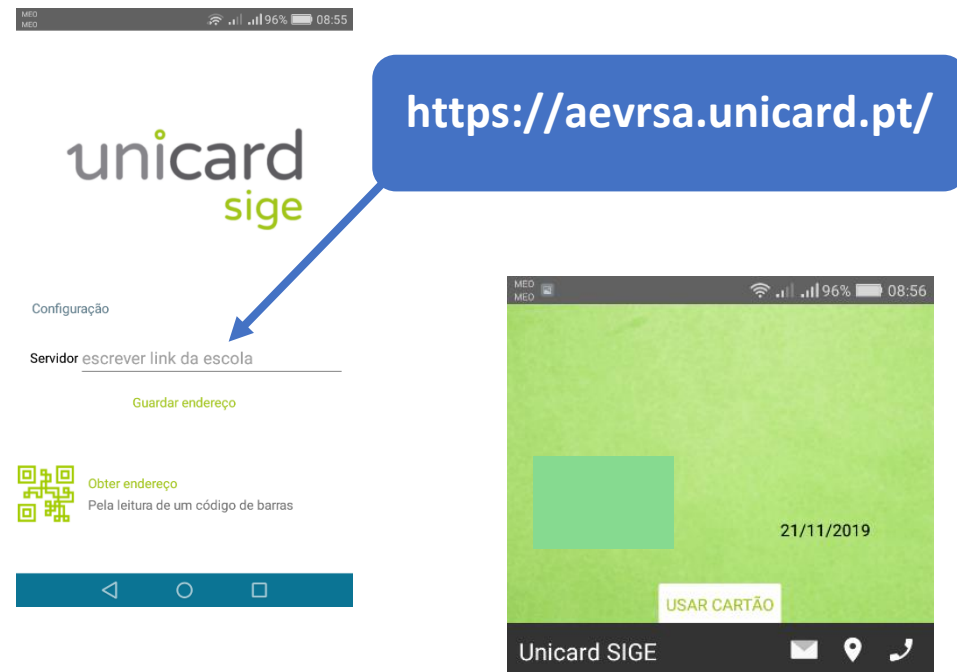 MEO
MEO
96% 08:55
https://aevrsa.unicard.pt/
unicard
sige
Configuração
Servidor escrever link da escola
Guardar endereço
Obter endereço
Pela leitura de um código de barras
MEO
MEO
96% 08:56
21/11/2019
USAR CARTÃO
Unicard SIGE